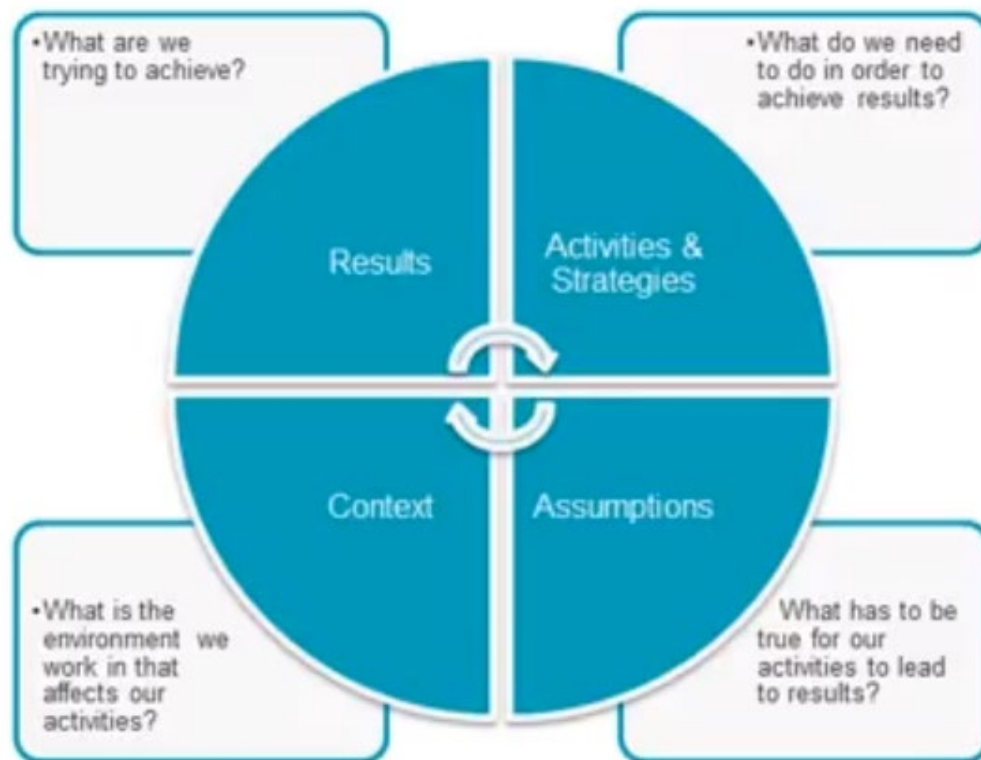 •What are we
trying to achieve?
•What do we need
to do in order to
achieve results?
Results
Activities &
Strategies
Context
Assumptions
•What is the
environment we
work in that
affects our
activities?
What has to be
true for our
activities to lead
to results?